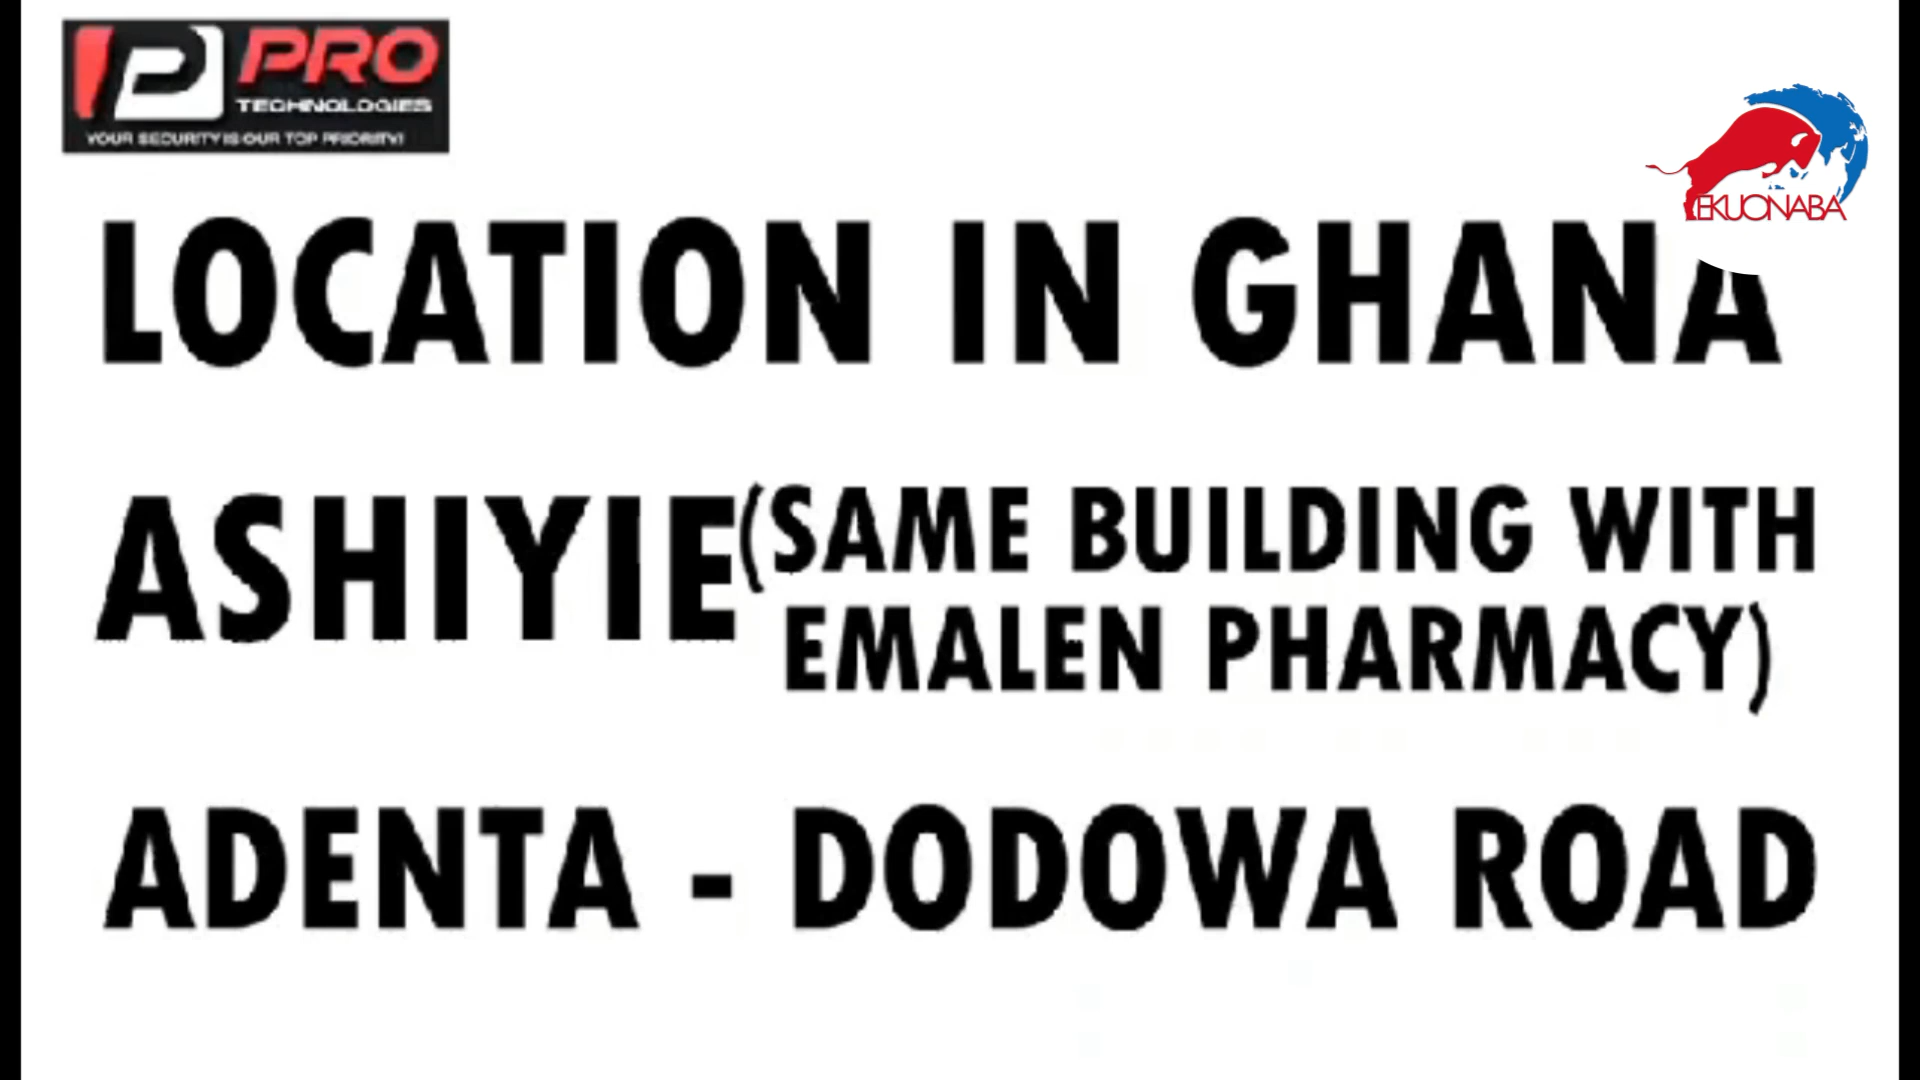 PRO
TECHNOLOGIES
YOUR SECURITY IS OUR TOP PRIORITY!
EKUONABA
LOCATION IN GHANA
ASHIYIE (SAME BUILDING WITH
EMALEN PHARMACY)
ADENTA - DODOWA ROAD